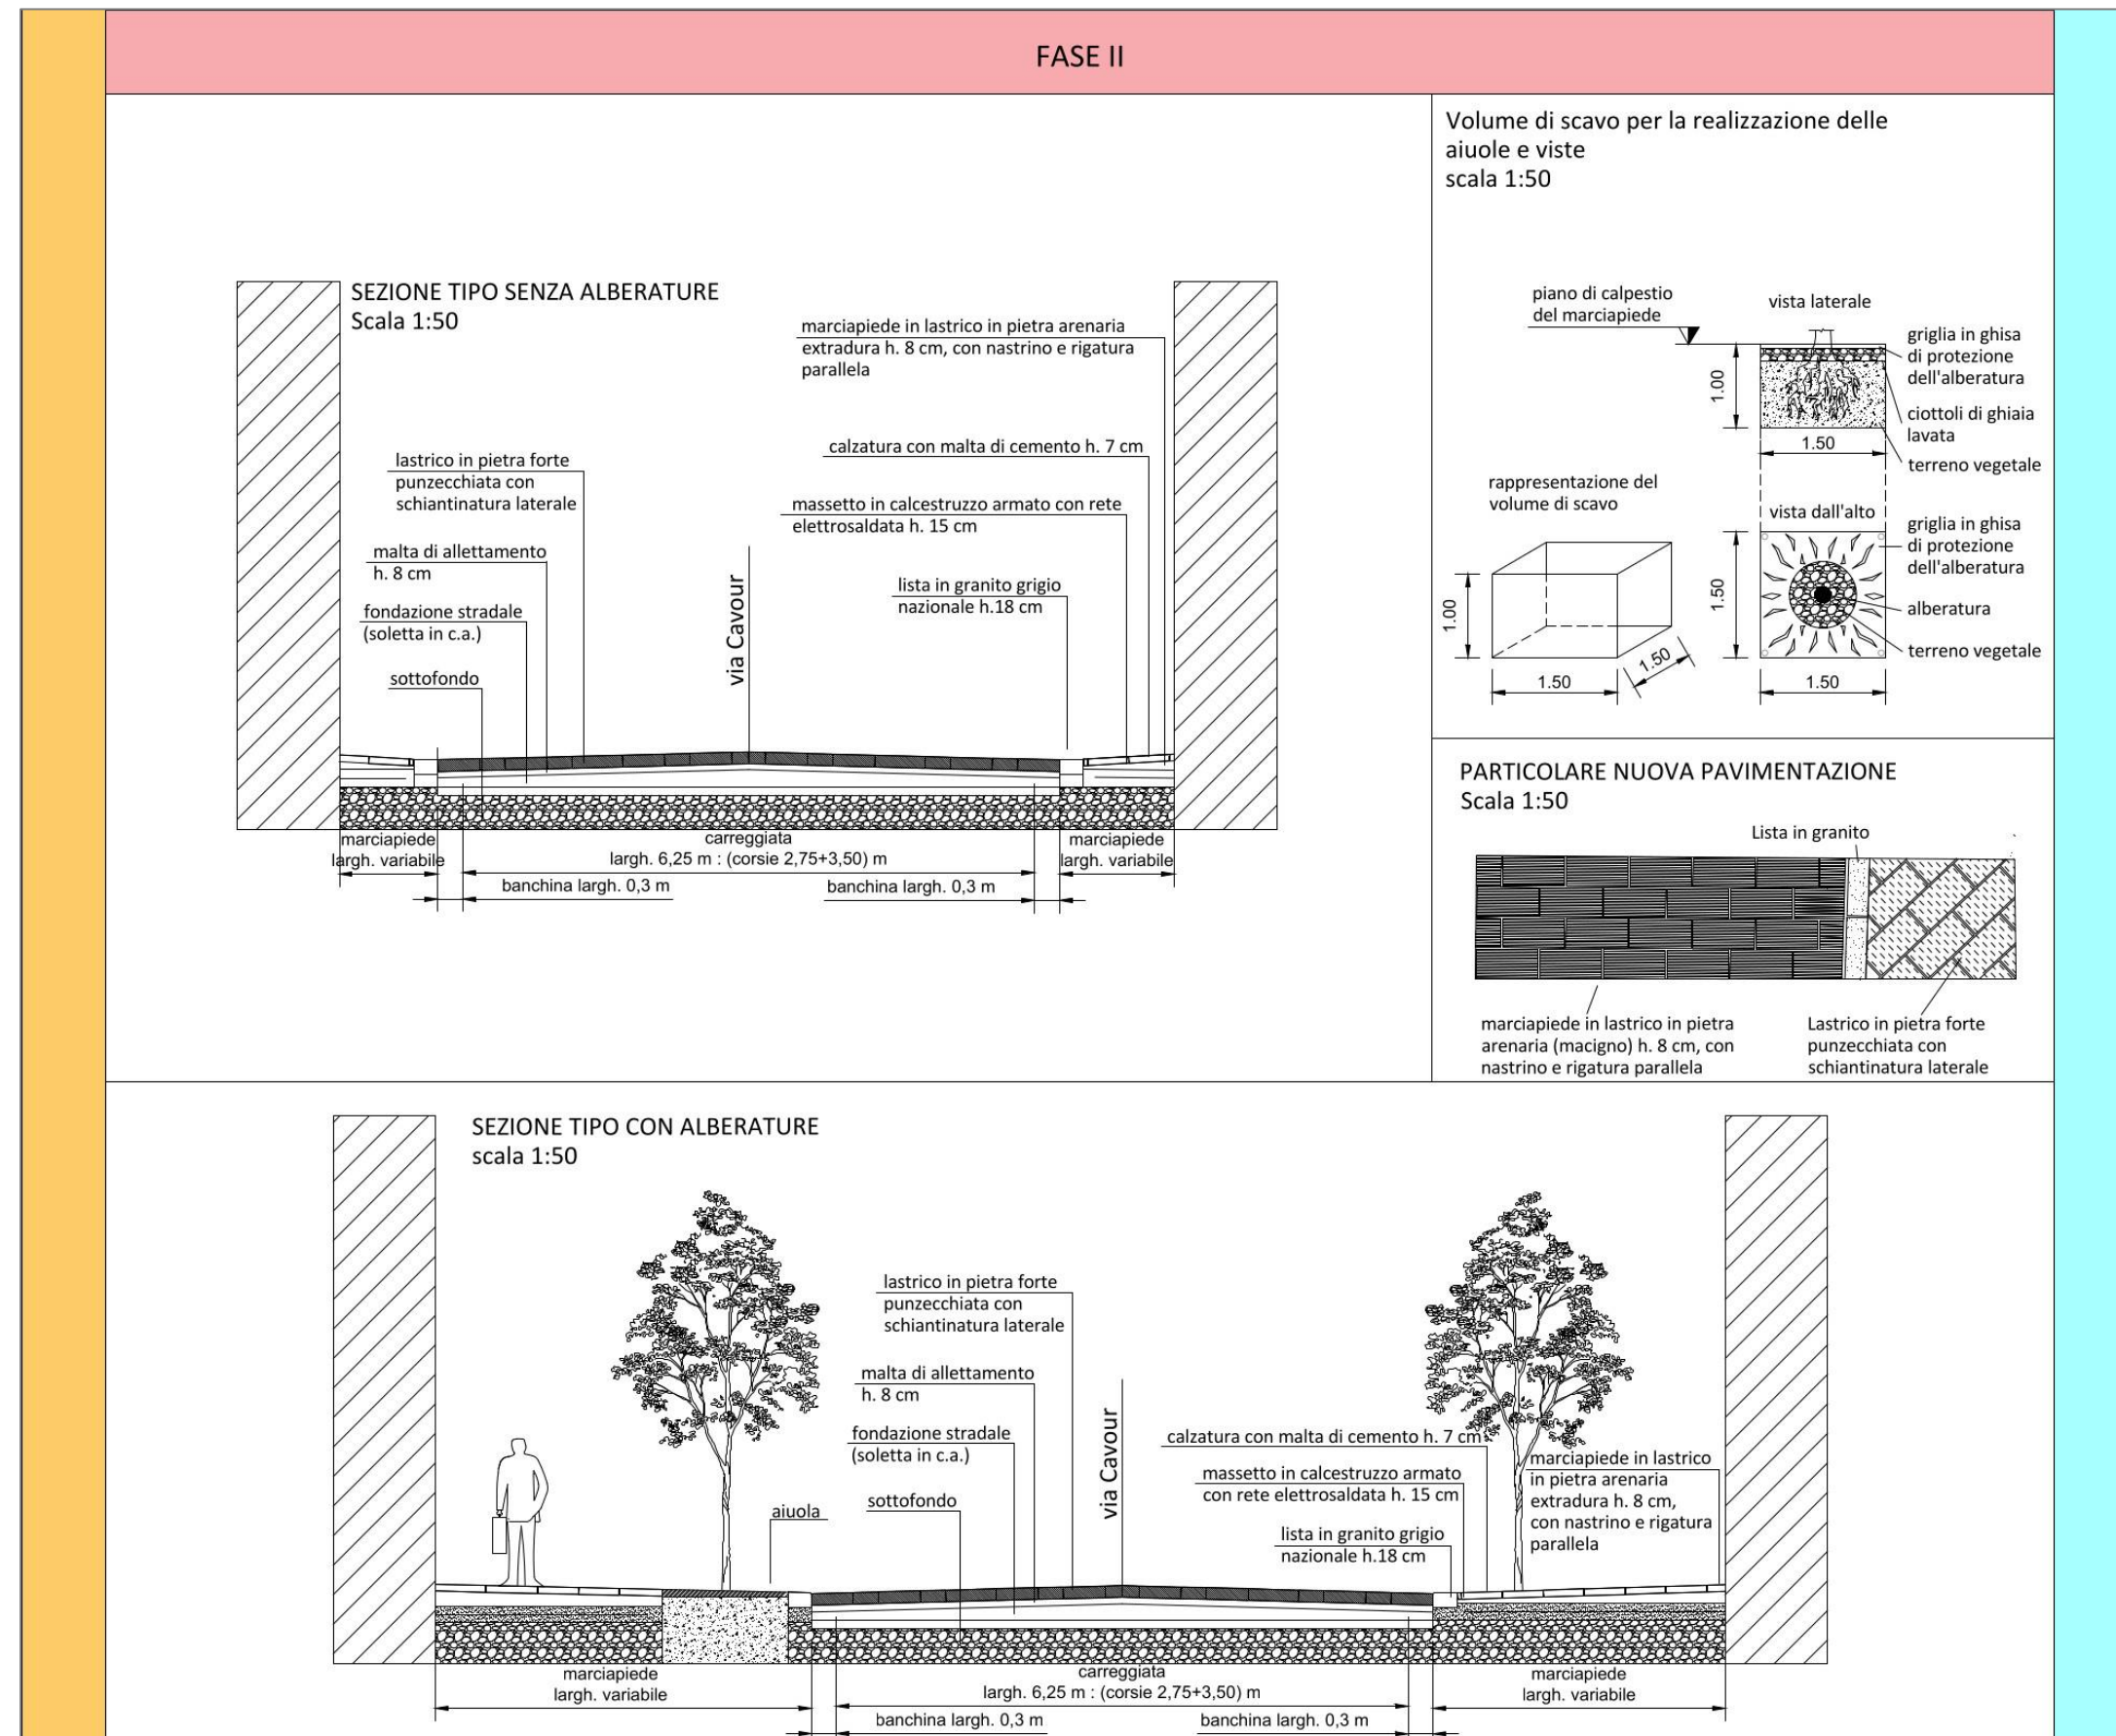 FASE II
SEZIONE TIPO SENZA ALBERATURE
Scala 1:50
marciapiede in lastrico in pietra arenaria
extradura h. 8 cm, con nastrino e rigatura
parallela
calzatura con malta di cemento h. 7 cm
massetto in calcestruzzo armato con rete
elettrosaldata h. 15 cm
lista in granito grigio
nazionale h.18 cm
lastrico in pietra forte
punzecchiata con
schiantinatura laterale
malta di allettamento
h. 8 cm
fondazione stradale
(soletta in c.a.)
sottofondo
via Cavour
marciapiede
largh. variabile
carreggiata
largh. 6,25 m : (corsie 2,75+3,50) m
marciapiede
largh. variabile
banchina largh. 0,3 m
banchina largh. 0,3 m
Volume di scavo per la realizzazione delle
aiuole e viste
scala 1:50
piano di calpestio
del marciapiede
vista laterale
griglia in ghisa
di protezione
dell'alberatura
ciottoli di ghiaia
lavata
terreno vegetale
1.00
1.50
rappresentazione del
volume di scavo
1.00
1.50
1.50
vista dall'alto
griglia in ghisa
di protezione
dell'alberatura
alberatura
terreno vegetale
1.50
1.50
PARTICOLARE NUOVA PAVIMENTAZIONE
Scala 1:50
Lista in granito
marciapiede in lastrico in pietra
arenaria (macigno) h. 8 cm, con
nastrino e rigatura parallela
Lastrico in pietra forte
punzecchiata con
schiantinatura laterale
SEZIONE TIPO CON ALBERATURE
scala 1:50
lastrico in pietra forte
punzecchiata con
schiantinatura laterale
malta di allettamento
h. 8 cm
fondazione stradale
(soletta in c.a.)
sottofondo
aiuola
via Cavour
calzatura con malta di cemento h. 7 cm
massetto in calcestruzzo armato
con rete elettrosaldata h. 15 cm
lista in granito grigio
nazionale h.18 cm
marciapiede in lastrico
in pietra arenaria
extradura h. 8 cm,
con nastrino e rigatura
parallela
marciapiede
largh. variabile
carreggiata
largh. 6,25 m : (corsie 2,75+3,50) m
marciapiede
largh. variabile
banchina largh. 0,3 m
banchina largh. 0,3 m